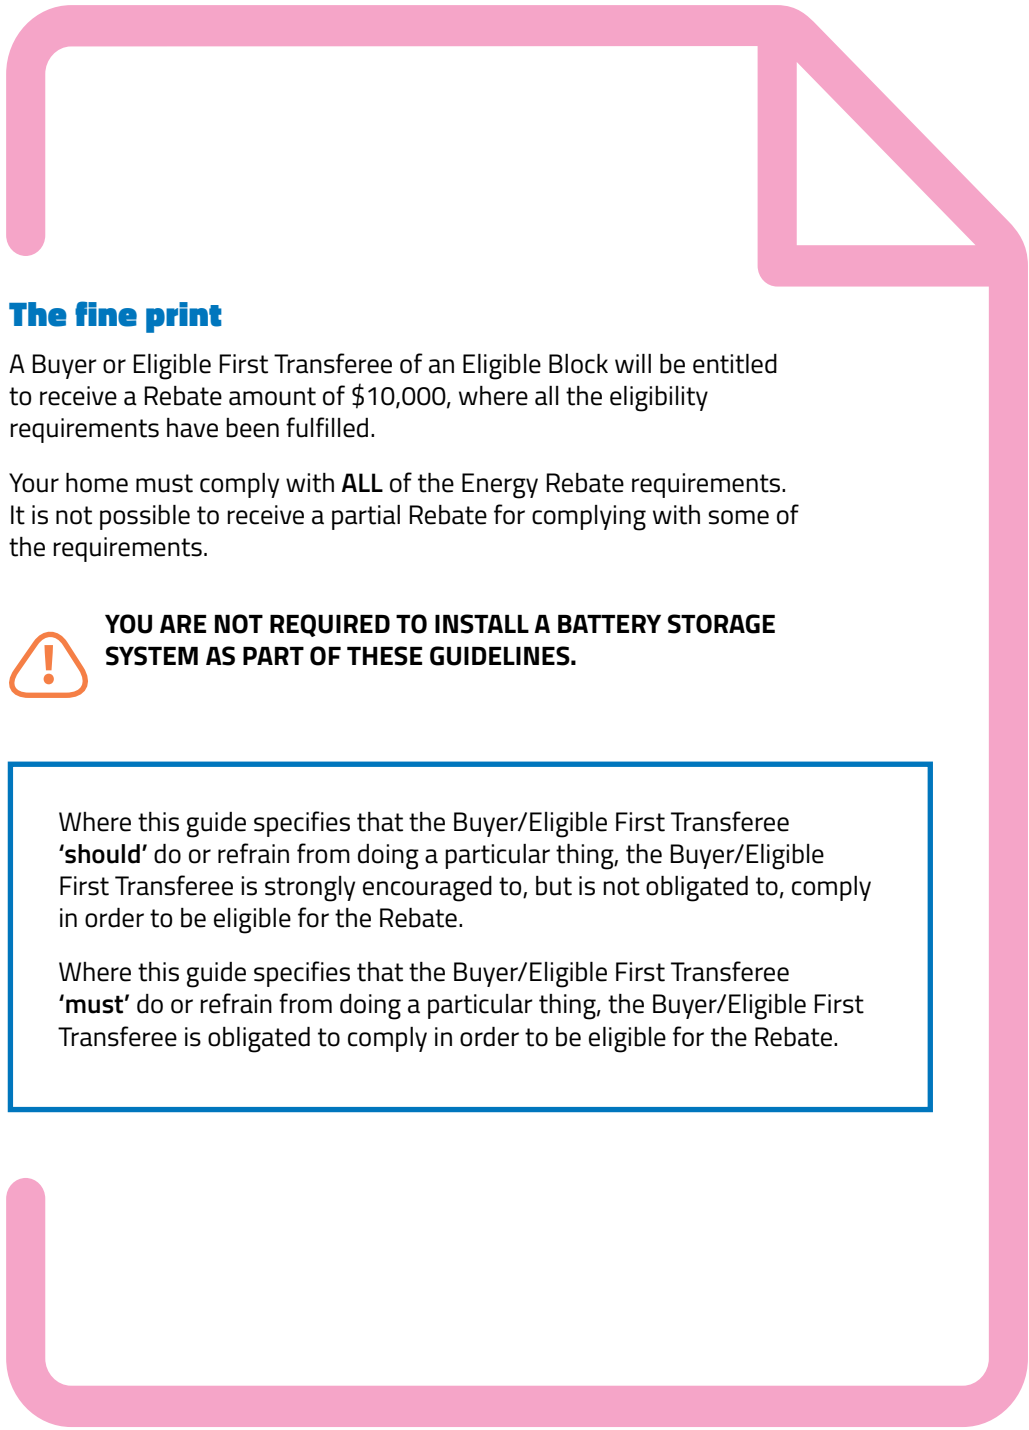 The fine print
A Buyer or Eligible First Transferee of an Eligible Block will be entitled
to receive a Rebate amount of $10,000, where all the eligibility
requirements have been fulfilled.
Your home must comply with ALL of the Energy Rebate requirements.
It is not possible to receive a partial Rebate for complying with some of
the requirements.
YOU ARE NOT REQUIRED TO INSTALL A BATTERY STORAGE
SYSTEM AS PART OF THESE GUIDELINES.
Where this guide specifies that the Buyer/Eligible First Transferee
‘should’ do or refrain from doing a particular thing, the Buyer/Eligible
First Transferee is strongly encouraged to, but is not obligated to, comply
in order to be eligible for the Rebate.
Where this guide specifies that the Buyer/Eligible First Transferee
‘must’ do or refrain from doing a particular thing, the Buyer/Eligible First
Transferee is obligated to comply in order to be eligible for the Rebate.